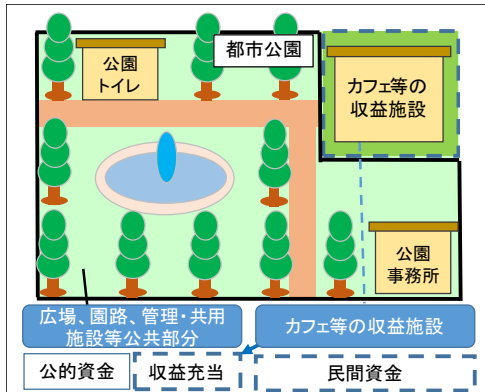 都市公園
公園
トイレ
カフェ等の
収益施設
公園
事務所
広場、園路、管理・共用
施設等公共部分
カフェ等の収益施設
公的資金
収益充当
民間資金